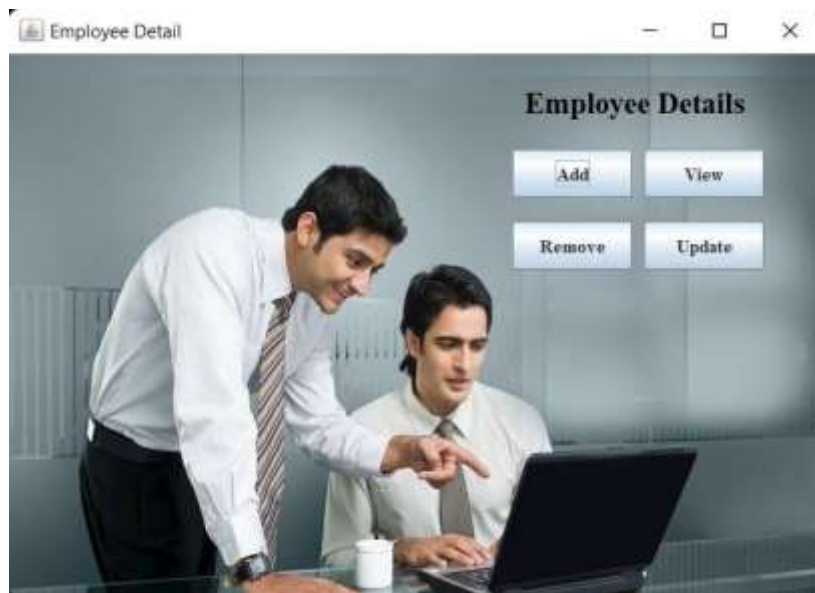 Employee Detail
Employee Details
Add View
Remove Update